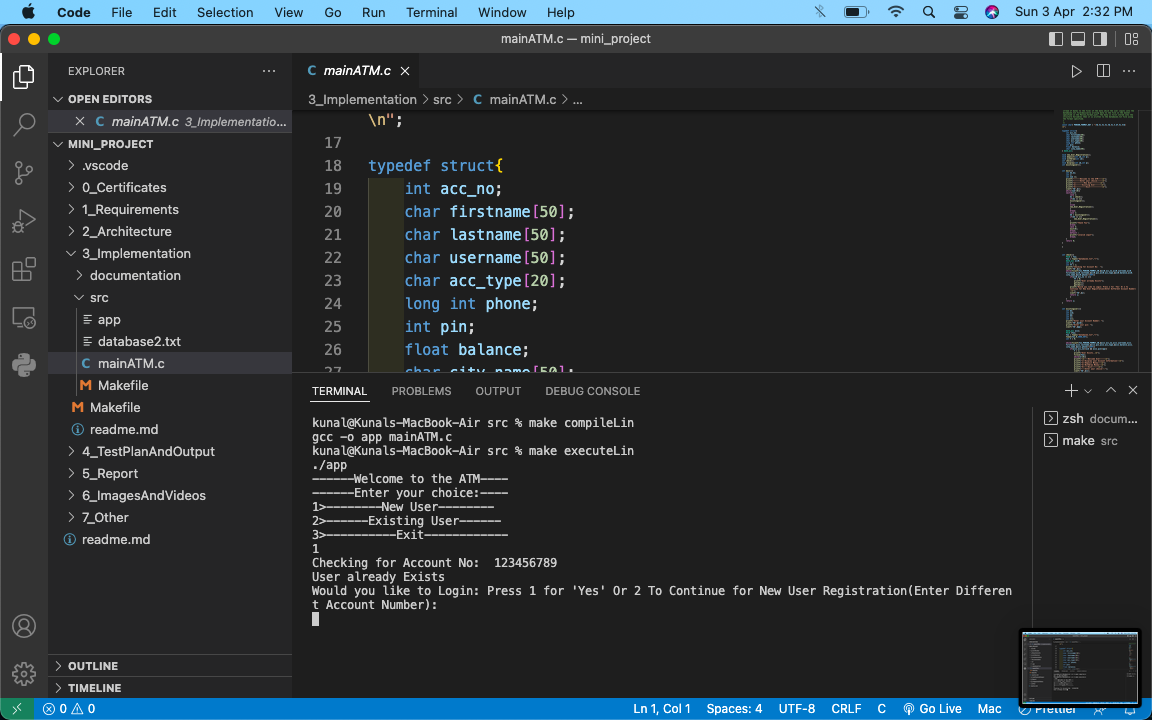 Code File Edit Selection View Go Run Terminal Window Help Sun 3 Apr 2:32 PM
mainATM.c — mini_project
EXPLORER
OPEN EDITORS
C mainATM.c 3_Implementatio...
MINI_PROJECT
.vscode
0_Certificates
1_Requirements
2_Architecture
3_Implementation
documentation
src
app
database2.txt
C mainATM.c
M Makefile
M Makefile
readme.md
4_TestPlanAndOutput
5_Report
6_ImagesAndVideos
7_Other
readme.md
OUTLINE
TIMELINE
C mainATM.c
3_Implementation > src > C mainATM.c > ...
\n";
17
18 typedef struct{
19 int acc_no;
20 char firstname[50];
21 char lastname[50];
22 char username[50];
23 char acc_type[20];
24 long int phone;
25 int pin;
26 float balance;
27 char city_name[50];
TERMINAL PROBLEMS OUTPUT DEBUG CONSOLE
kunal@Kunals-MacBook-Air src % make compileLin
gcc -o app mainATM.c
kunal@Kunals-MacBook-Air src % make executeLin
./app
------Welcome to the ATM----
------Enter your choice:----
1>--------New User--------
2>------Existing User------
3>----------Exit------------
1
Checking for Account No:  123456789
User already Exists
Would you like to Login: Press 1 for 'Yes' Or 2 To Continue for New User Registration(Enter Differen
t Account Number):
zsh docum...
make src
0 0 Ln 1, Col 1 Spaces: 4 UTF-8 CRLF C Go Live Mac Prettier